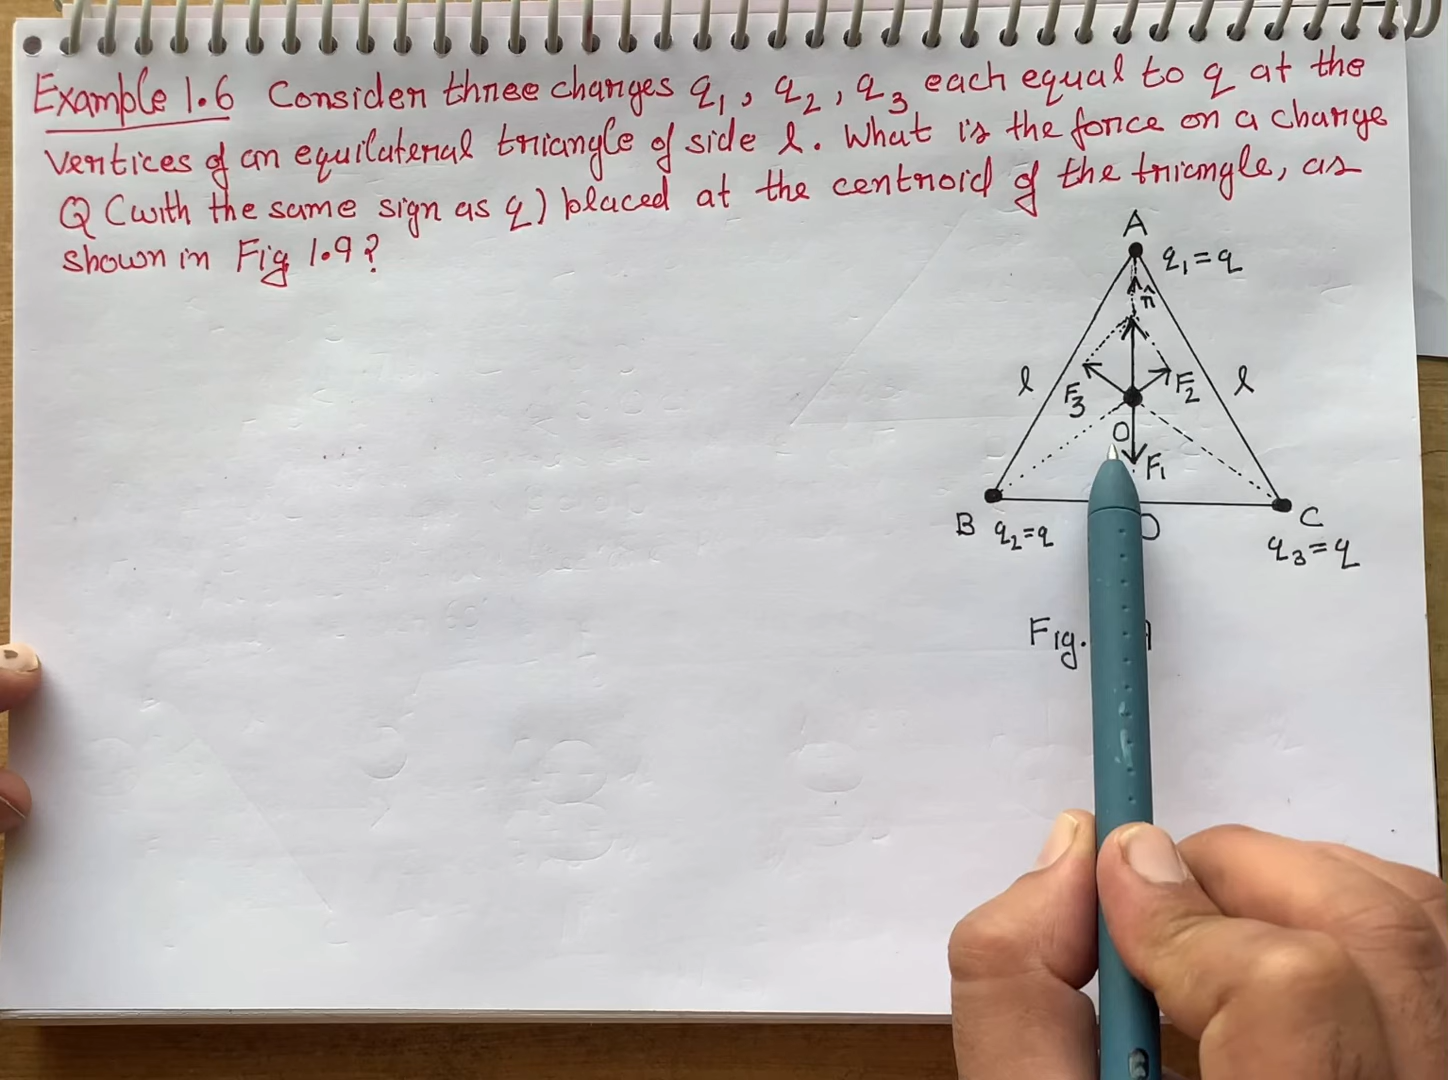 Example 1.6 Consider three charges q₁, q₂, q₃ each equal to q at the
vertices of an equilateral triangle of side l. What is the force on a charge
Q (with the same sign as q) placed at the centroid of the triangle, as
shown in Fig 1.9?
A
q₁=q
n̂
l
l
F₃
F₂
O
F₁
B q₂=q
C
q₃=q
Fig.